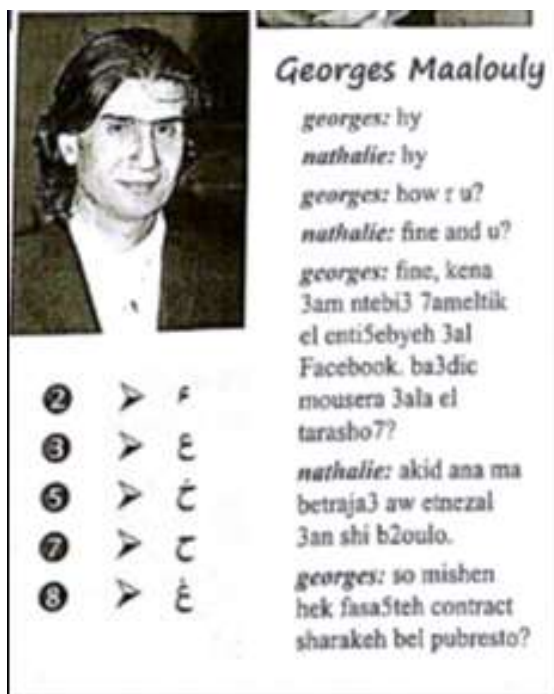 Georges Maalouly
georges: hy
nathalie: hy
georges: how r u?
nathalie: fine and u?
georges: fine, kena
3am ntebi3 7ameltik
el enti5ebyeh 3al
Facebook. ba3dic
mousera 3ala el
tarasho7?
nathalie: akid ana ma
betraja3 aw etnezal
3an shi b2oulo.
georges: so mishen
hek fasa5teh contract
sharakeh bel pubresto?
2 ➢ ء
3 ➢ ع
5 ➢ خ
7 ➢ ح
8 ➢ غ